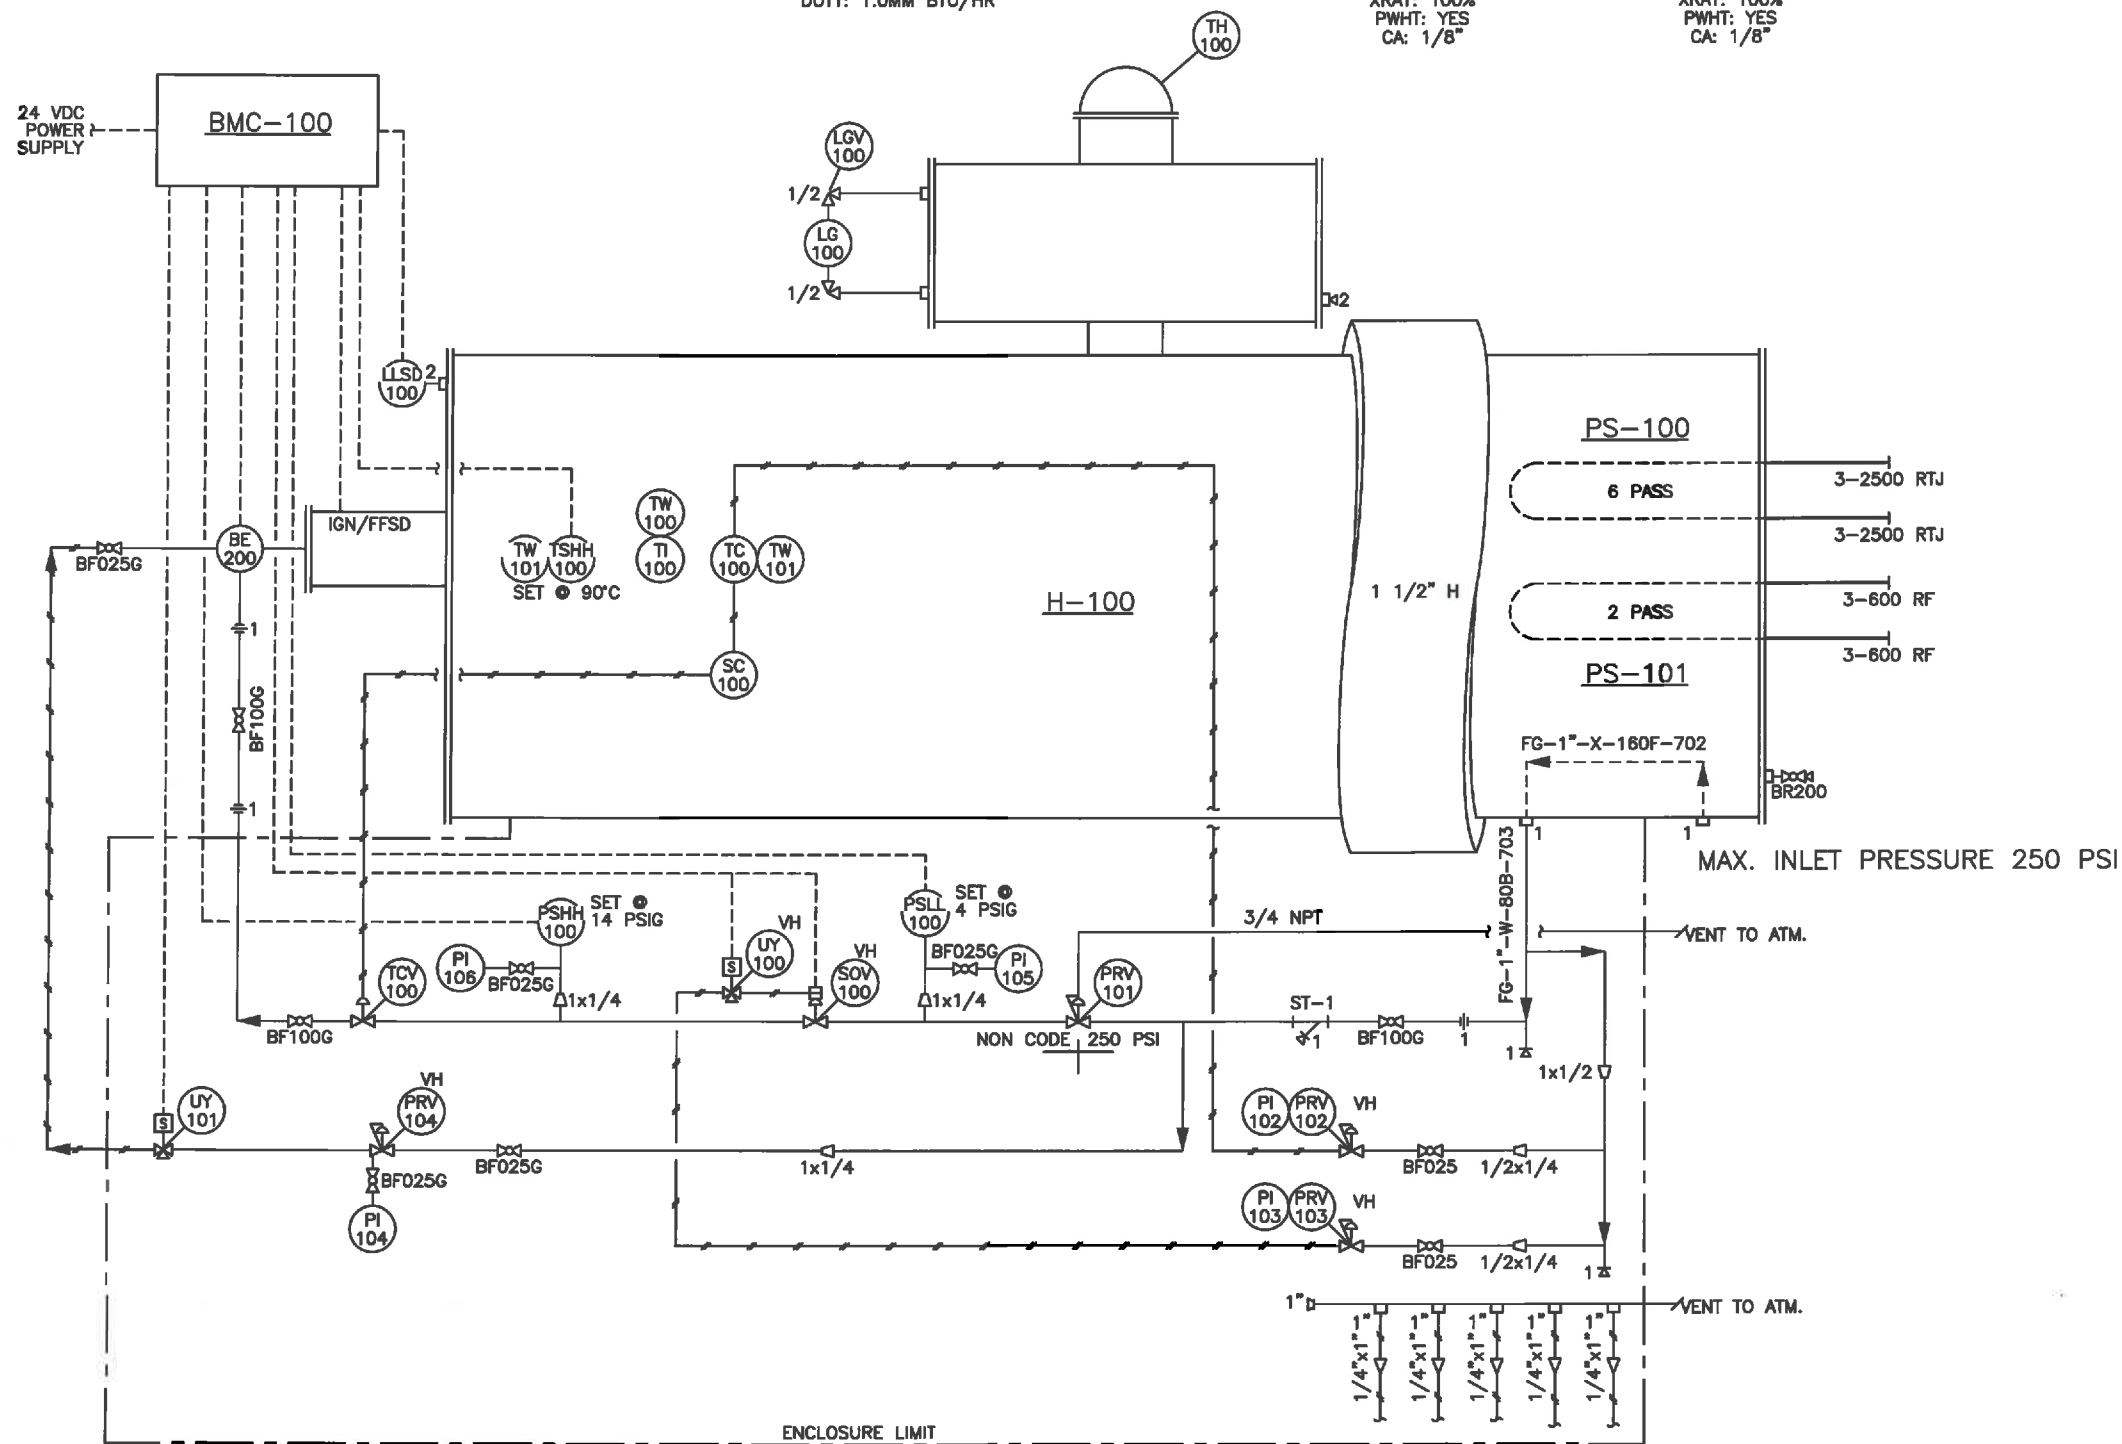 DUTY: 1.0MM BTU/HR
XRAY: 100%
PWHT: YES
CA: 1/8"
XRAY: 100%
PWHT: YES
CA: 1/8"
TH
100
24 VDC
POWER
SUPPLY
BMC-100
LGV
100
1/2
LG
100
1/2
2
LLSD
100
2
PS-100
6 PASS
3-2500 RTJ
3-2500 RTJ
IGN/FFSD
BE
200
BF025G
TW
101
TSHH
100
SET @ 90°C
TW
100
TI
100
TC
100
TW
101
H-100
1 1/2" H
2 PASS
3-600 RF
3-600 RF
PS-101
1
BF100G
1
SC
100
FG-1"-X-160F-702
BR200
1
1
MAX. INLET PRESSURE 250 PSI
FG-1"-W-80B-703
PSHH
100
SET @
14 PSIG
PSLL
100
SET @
4 PSIG
3/4 NPT
VENT TO ATM.
PI
106
BF025G
1x1/4
VH
UY
100
S
VH
SOV
100
BF025G
PI
105
1x1/4
PRV
101
NON CODE 250 PSI
ST-1
1
BF100G
1
1
TCV
100
BF100G
1x1/2
UY
101
S
VH
PRV
104
BF025G
BF025G
PI
104
1x1/4
PI
102
PRV
102
VH
BF025
1/2x1/4
PI
103
PRV
103
VH
BF025
1/2x1/4
1
1"
VENT TO ATM.
1/4"x1"-1"
1/4"x1"-1"
1/4"x1"-1"
1/4"x1"-1"
1/4"x1"-1"
ENCLOSURE LIMIT